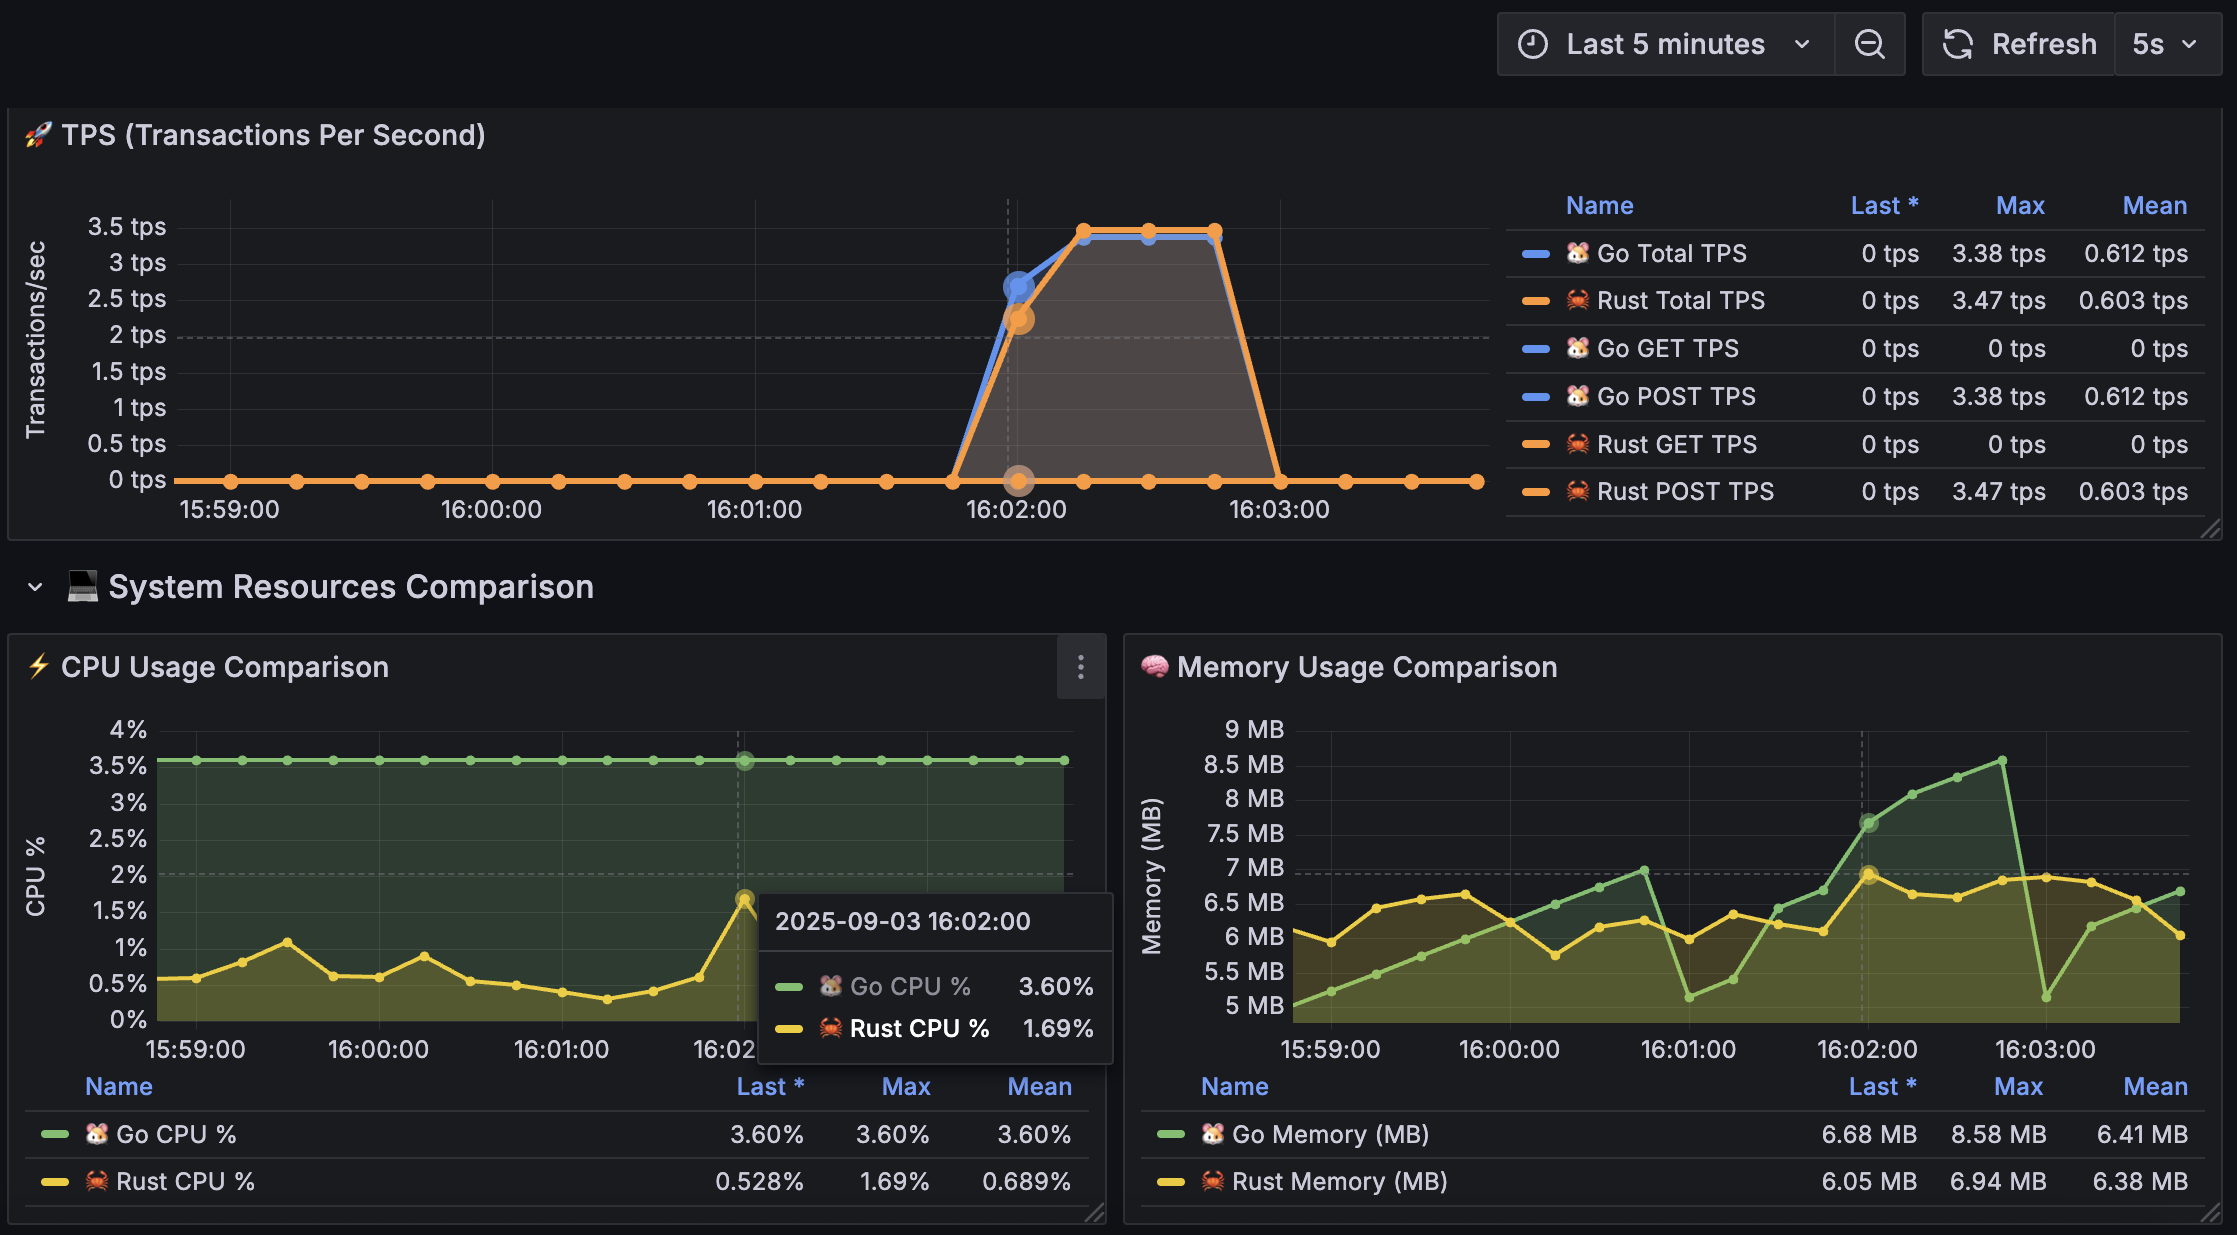 Last 5 minutes
Refresh
5s
🚀 TPS (Transactions Per Second)
Transactions/sec
3.5 tps
3 tps
2.5 tps
2 tps
1.5 tps
1 tps
0.5 tps
0 tps
15:59:00 16:00:00 16:01:00 16:02:00 16:03:00
Name Last * Max Mean
🐹 Go Total TPS 0 tps 3.38 tps 0.612 tps
🦀 Rust Total TPS 0 tps 3.47 tps 0.603 tps
🐹 Go GET TPS 0 tps 0 tps 0 tps
🐹 Go POST TPS 0 tps 3.38 tps 0.612 tps
🦀 Rust GET TPS 0 tps 0 tps 0 tps
🦀 Rust POST TPS 0 tps 3.47 tps 0.603 tps
💻 System Resources Comparison
⚡ CPU Usage Comparison
CPU %
4%
3.5%
3%
2.5%
2%
1.5%
1%
0.5%
0%
15:59:00 16:00:00 16:01:00 16:02
2025-09-03 16:02:00
🐹 Go CPU % 3.60%
🦀 Rust CPU % 1.69%
Name Last * Max Mean
🐹 Go CPU % 3.60% 3.60% 3.60%
🦀 Rust CPU % 0.528% 1.69% 0.689%
🧠 Memory Usage Comparison
Memory (MB)
9 MB
8.5 MB
8 MB
7.5 MB
7 MB
6.5 MB
6 MB
5.5 MB
5 MB
15:59:00 16:00:00 16:01:00 16:02:00 16:03:00
Name Last * Max Mean
🐹 Go Memory (MB) 6.68 MB 8.58 MB 6.41 MB
🦀 Rust Memory (MB) 6.05 MB 6.94 MB 6.38 MB